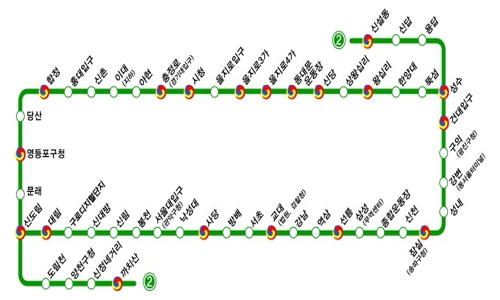 2
신설동
신답
용답
합정
홍대입구
신촌
이대
아현
충정로
(경기대입구)
시청
을지로입구
을지로3가
을지로4가
동대문
운동장
신당
상왕십리
왕십리
한양대
뚝섬
성수
건대입구
구의
(광진구청)
강변
(동서울터미널)
성내
당산
영등포구청
문래
신도림
대림
구로디지털단지
신대방
신림
봉천
서울대입구
(관악구청)
낙성대
사당
방배
서초
교대
(법원, 검찰청)
강남
역삼
선릉
삼성
(무역센터)
종합운동장
신천
잠실
(송파구청)
도림천
양천구청
신정네거리
까치산
2